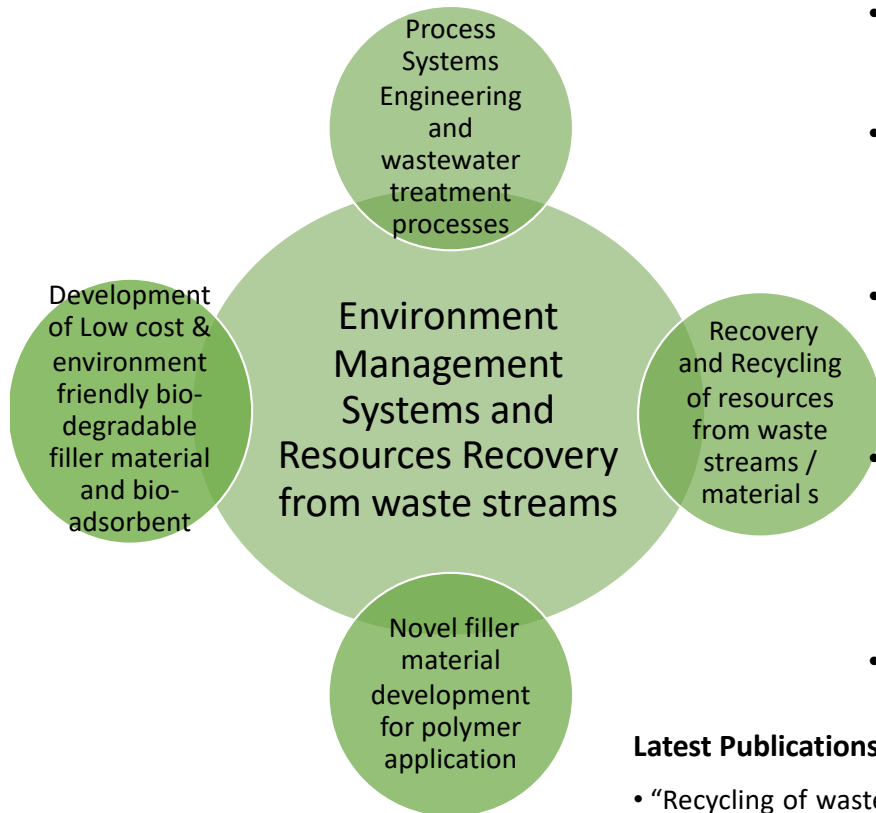 Process
Systems
Engineering
and
wastewater
treatment
processes
Development
of Low cost &
environment
friendly bio-
degradable
filler material
and bio-
adsorbent
Environment
Management
Systems and
Resources Recovery
from waste streams
Recovery
and Recycling
of resources
from waste
streams /
material s
Novel filler
material
development
for polymer
application
•
•
•
•
•
Latest Publications
• “Recycling of waste